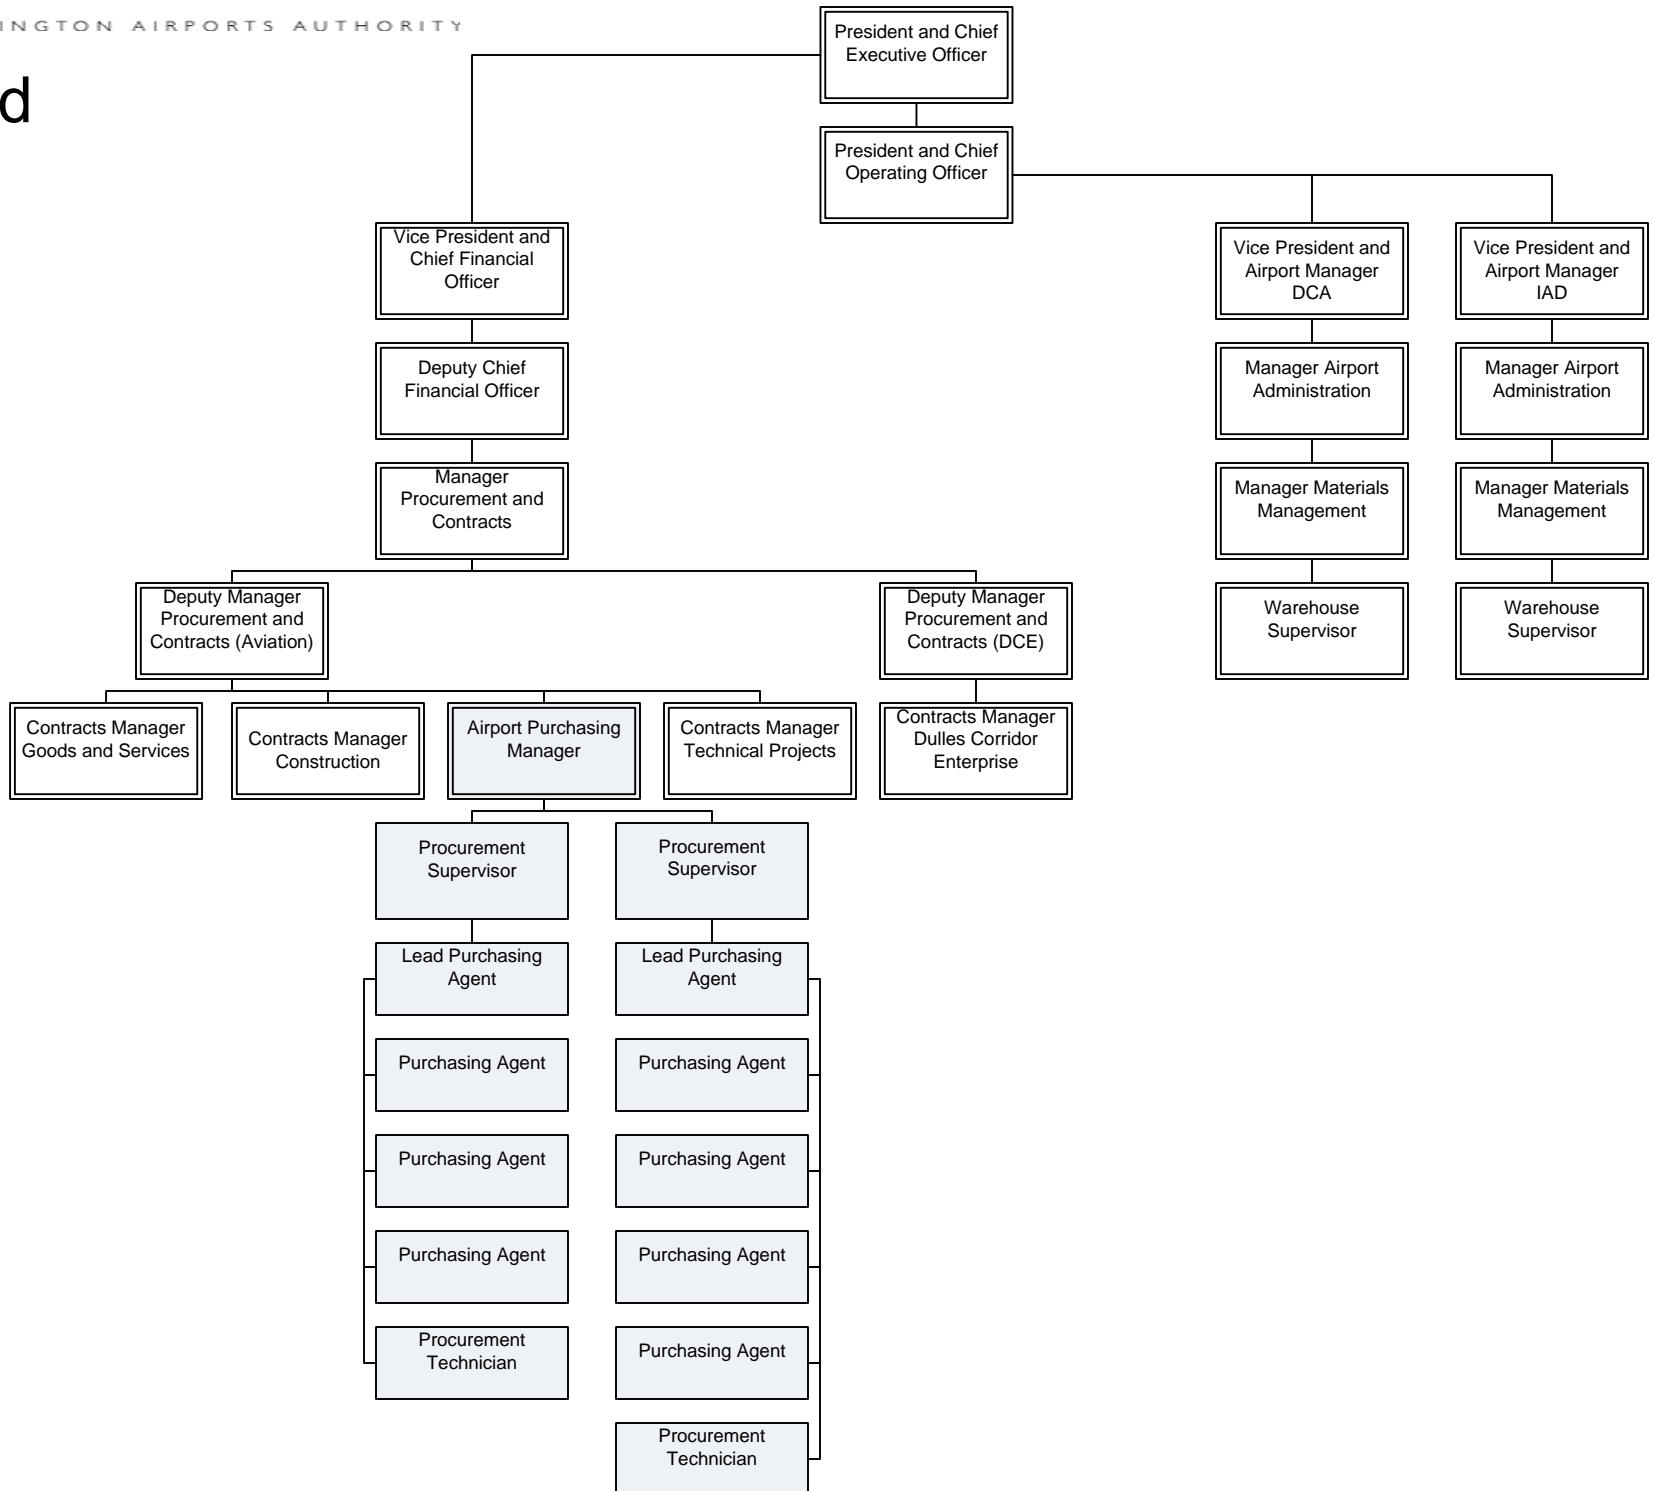 INGTON AIRPORTS AUTHORITY
d
President and Chief
Executive Officer
President and Chief
Operating Officer
Vice President and
Chief Financial
Officer
Vice President and
Airport Manager
DCA
Vice President and
Airport Manager
IAD
Deputy Chief
Financial Officer
Manager Airport
Administration
Manager Airport
Administration
Manager
Procurement and
Contracts
Manager Materials
Management
Manager Materials
Management
Deputy Manager
Procurement and
Contracts (Aviation)
Deputy Manager
Procurement and
Contracts (DCE)
Warehouse
Supervisor
Warehouse
Supervisor
Contracts Manager
Goods and Services
Contracts Manager
Construction
Airport Purchasing
Manager
Contracts Manager
Technical Projects
Contracts Manager
Dulles Corridor
Enterprise
Procurement
Supervisor
Procurement
Supervisor
Lead Purchasing
Agent
Lead Purchasing
Agent
Purchasing Agent
Purchasing Agent
Purchasing Agent
Purchasing Agent
Purchasing Agent
Purchasing Agent
Procurement
Technician
Purchasing Agent
Procurement
Technician